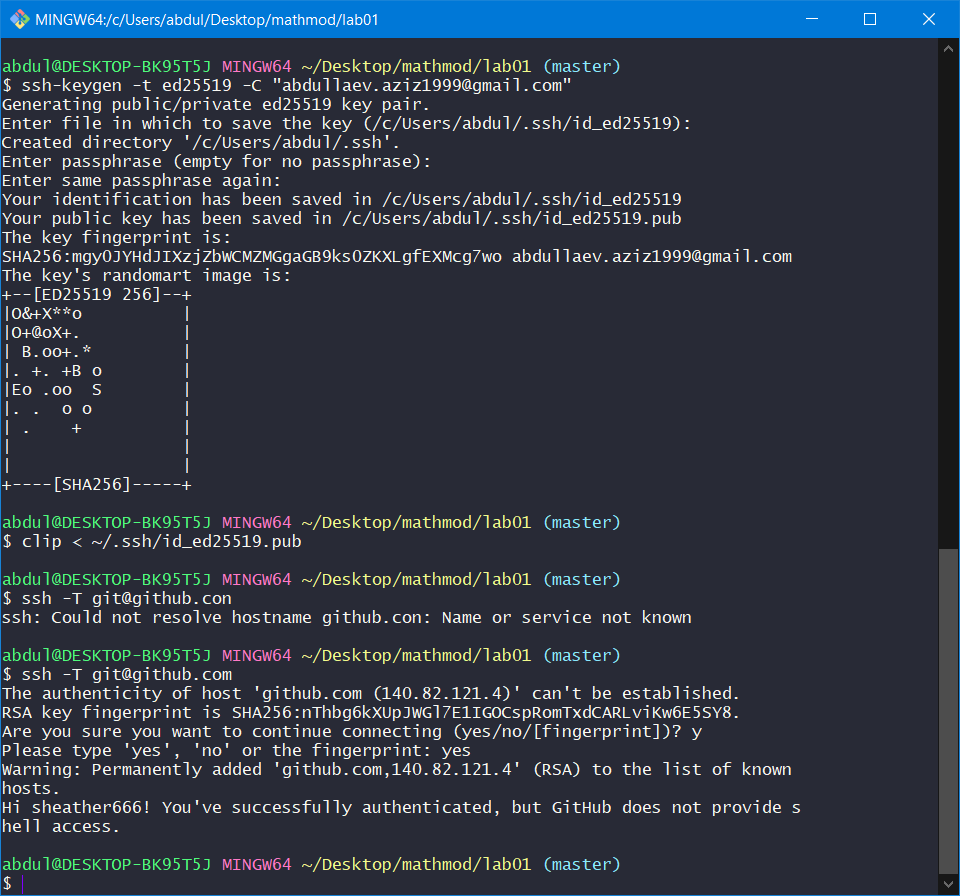 MINGW64:/c/Users/abdul/Desktop/mathmod/lab01
abdul@DESKTOP-BK95T5J MINGW64 ~/Desktop/mathmod/lab01 (master)
$ ssh-keygen -t ed25519 -C "abdullaev.aziz1999@gmail.com"
Generating public/private ed25519 key pair.
Enter file in which to save the key (/c/Users/abdul/.ssh/id_ed25519):
Created directory '/c/Users/abdul/.ssh'.
Enter passphrase (empty for no passphrase):
Enter same passphrase again:
Your identification has been saved in /c/Users/abdul/.ssh/id_ed25519
Your public key has been saved in /c/Users/abdul/.ssh/id_ed25519.pub
The key fingerprint is:
SHA256:mgyOJYHdJIXzjZbWCMZMGgaGB9ksOZKXLgfEXMcg7wo abdullaev.aziz1999@gmail.com
The key's randomart image is:
+--[ED25519 256]--+
|O&+X**o          |
|O+@oX+.          |
| B.oo+.*         |
|. +. +B o        |
|Eo .oo  S        |
|. .  o o         |
| .    +          |
|                 |
|                 |
+----[SHA256]-----+
abdul@DESKTOP-BK95T5J MINGW64 ~/Desktop/mathmod/lab01 (master)
$ clip < ~/.ssh/id_ed25519.pub
abdul@DESKTOP-BK95T5J MINGW64 ~/Desktop/mathmod/lab01 (master)
$ ssh -T git@github.con
ssh: Could not resolve hostname github.con: Name or service not known
abdul@DESKTOP-BK95T5J MINGW64 ~/Desktop/mathmod/lab01 (master)
$ ssh -T git@github.com
The authenticity of host 'github.com (140.82.121.4)' can't be established.
RSA key fingerprint is SHA256:nThbg6kXUpJWGl7E1IGOCspRomTxdCARLviKw6E5SY8.
Are you sure you want to continue connecting (yes/no/[fingerprint])? y
Please type 'yes', 'no' or the fingerprint: yes
Warning: Permanently added 'github.com,140.82.121.4' (RSA) to the list of known
hosts.
Hi sheather666! You've successfully authenticated, but GitHub does not provide s
hell access.
abdul@DESKTOP-BK95T5J MINGW64 ~/Desktop/mathmod/lab01 (master)
$